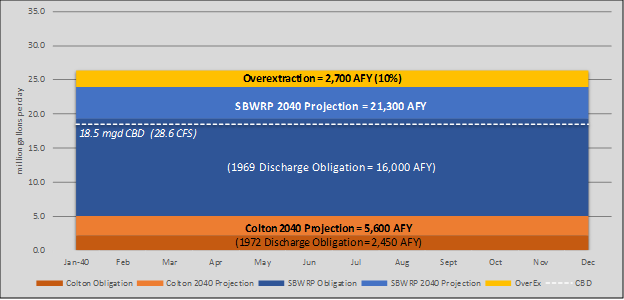 35.0
30.0
25.0
20.0
15.0
10.0
5.0
0.0
million gallons per day
Overextraction = 2,700 AFY (10%)
SBWRP 2040 Projection = 21,300 AFY
18.5 mgd CBD (28.6 CFS)
(1969 Discharge Obligation = 16,000 AFY)
Colton 2040 Projection = 5,600 AFY
(1972 Discharge Obligation = 2,450 AFY)
Jan-40 Feb Mar Apr May Jun Jul Aug Sept Oct Nov Dec
Colton Obligation Colton 2040 Projection SBWRP Obligation SBWRP 2040 Projection OverEx CBD